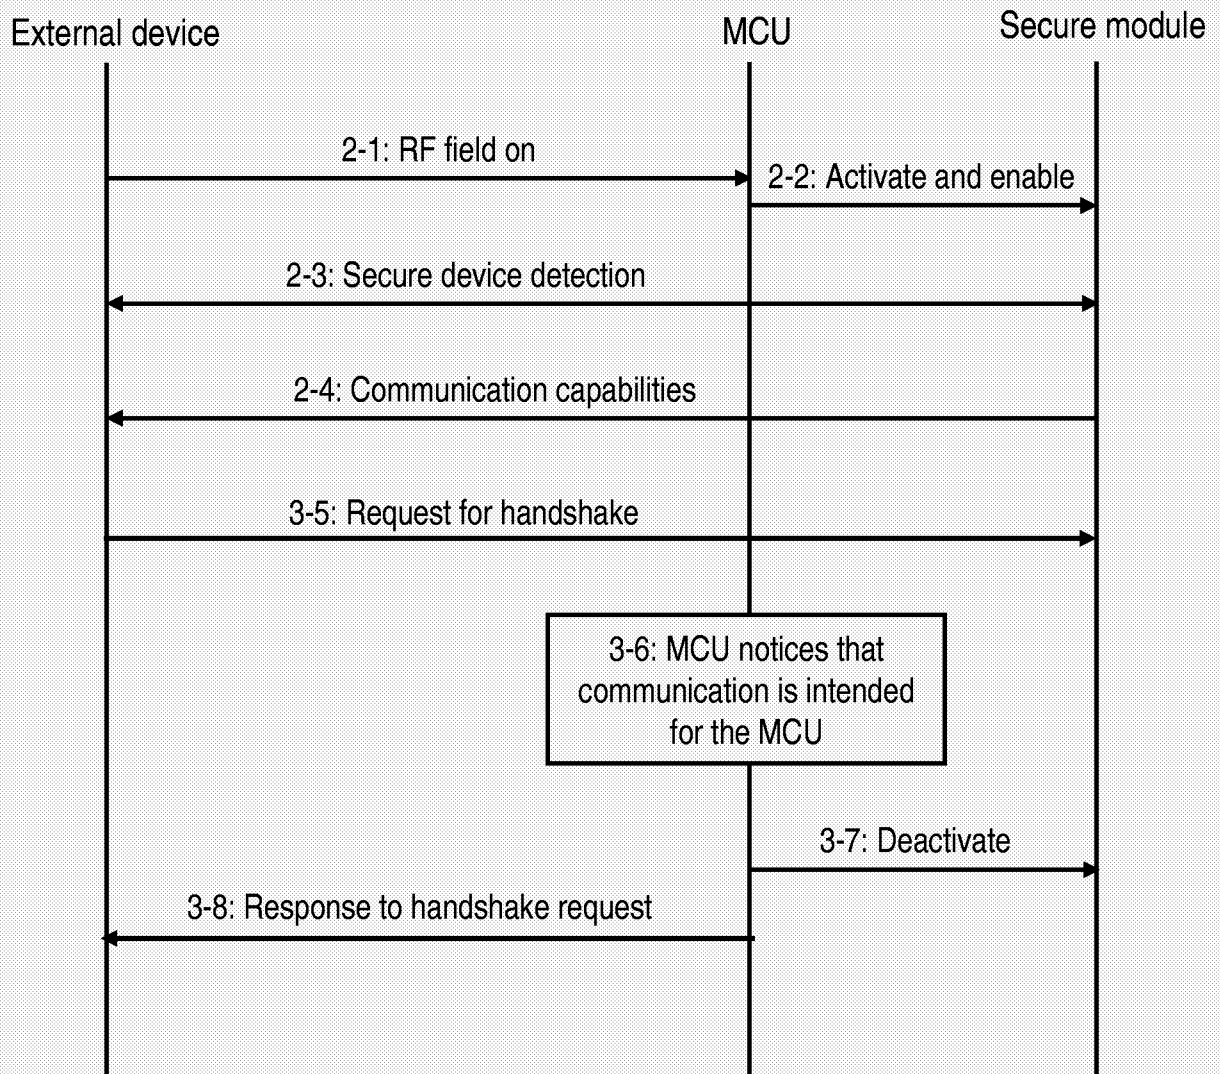 External device
MCU
Secure module
2-1: RF field on
2-2: Activate and enable
2-3: Secure device detection
2-4: Communication capabilities
3-5: Request for handshake
3-6: MCU notices that
communication is intended
for the MCU
3-7: Deactivate
3-8: Response to handshake request